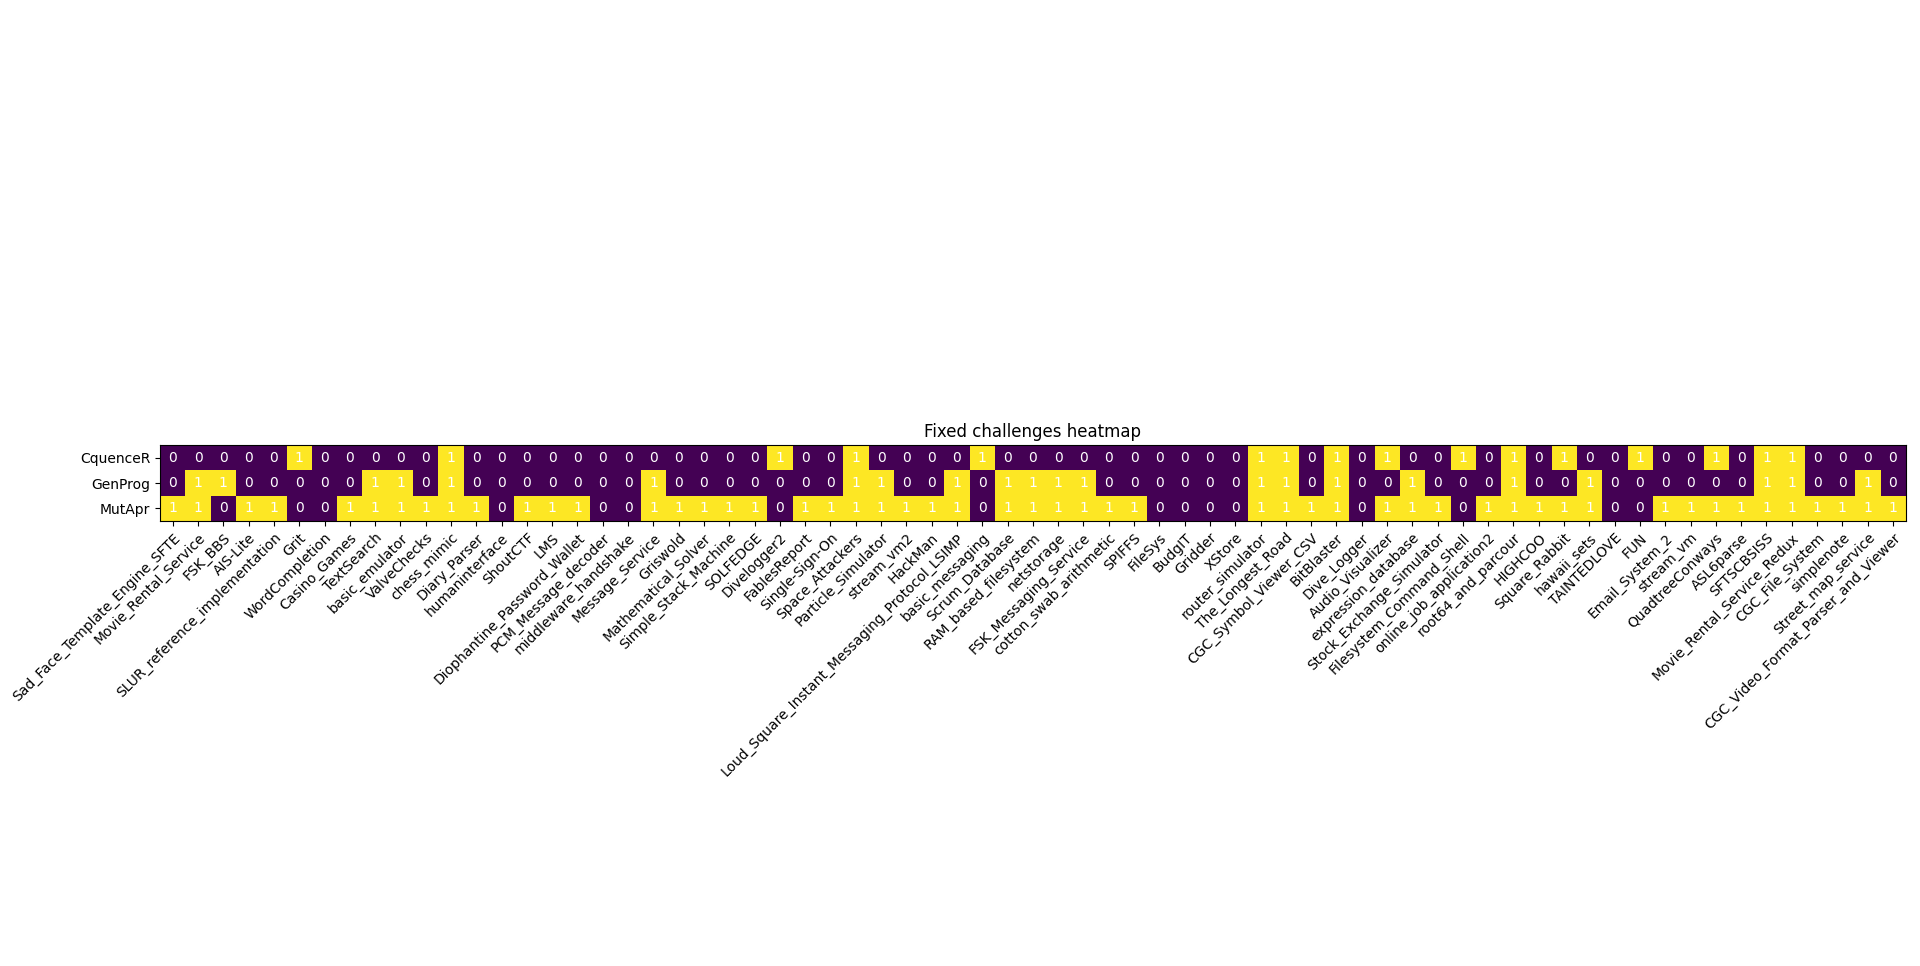 Fixed challenges heatmap
CquenceR 0 0 0 0 0 1 0 0 0 0 0 1 0 0 0 0 0 0 0 0 0 0 0 0 1 0 0 1 0 0 0 0 1 0 0 0 0 0 0 0 0 0 0 1 1 0 1 0 1 0 0 1 0 1 0 1 0 0 1 0 0 1 0 1 1 0 0 0 0
GenProg 0 1 1 0 0 0 0 0 1 1 0 1 0 0 0 0 0 0 0 1 0 0 0 0 0 0 0 1 1 0 0 1 0 1 1 1 1 0 0 0 0 0 0 1 1 0 1 0 0 1 0 0 0 1 0 0 1 0 0 0 0 0 0 1 1 0 0 1 0
MutApr 1 1 0 1 1 0 0 1 1 1 1 1 1 0 1 1 1 0 0 1 1 1 1 1 0 1 1 1 1 1 1 1 0 1 1 1 1 1 1 0 0 0 0 1 1 1 1 0 1 1 1 0 1 1 1 1 1 0 0 1 1 1 1 1 1 1 1 1 1
Sad_Face_Template_Engine_SFTE
Movie_Rental_Service
FSK_BBS
AIS-Lite
SLUR_reference_implementation
Grit
WordCompletion
Casino_Games
TextSearch
basic_emulator
ValveChecks
chess_mimic
Diary_Parser
humaninterface
ShoutCTF
LMS
Diophantine_Password_Wallet
PCM_Message_decoder
middleware_handshake
Message_Service
Griswold
Mathematical_Solver
Simple_Stack_Machine
SOLFEDGE
Divelogger2
FablesReport
Single-Sign-On
Space_Attackers
Particle_Simulator
stream_vm2
HackMan
Loud_Square_Instant_Messaging_Protocol_LSIMP
basic_messaging
Scrum_Database
RAM_based_filesystem
netstorage
FSK_Messaging_Service
cotton_swab_arithmetic
SPIFFS
FileSys
BudgIT
Gridder
XStore
router_simulator
The_Longest_Road
CGC_Symbol_Viewer_CSV
BitBlaster
Dive_Logger
Audio_Visualizer
expression_database
Stock_Exchange_Simulator
Filesystem_Command_Shell
online_job_application2
root64_and_parcour
HIGHCOO
Square_Rabbit
hawaii_sets
TAINTEDLOVE
FUN
Email_System_2
stream_vm
QuadtreeConways
ASL6parse
SFTSCBSISS
Movie_Rental_Service_Redux
CGC_File_System
simplenote
Street_map_service
CGC_Video_Format_Parser_and_Viewer